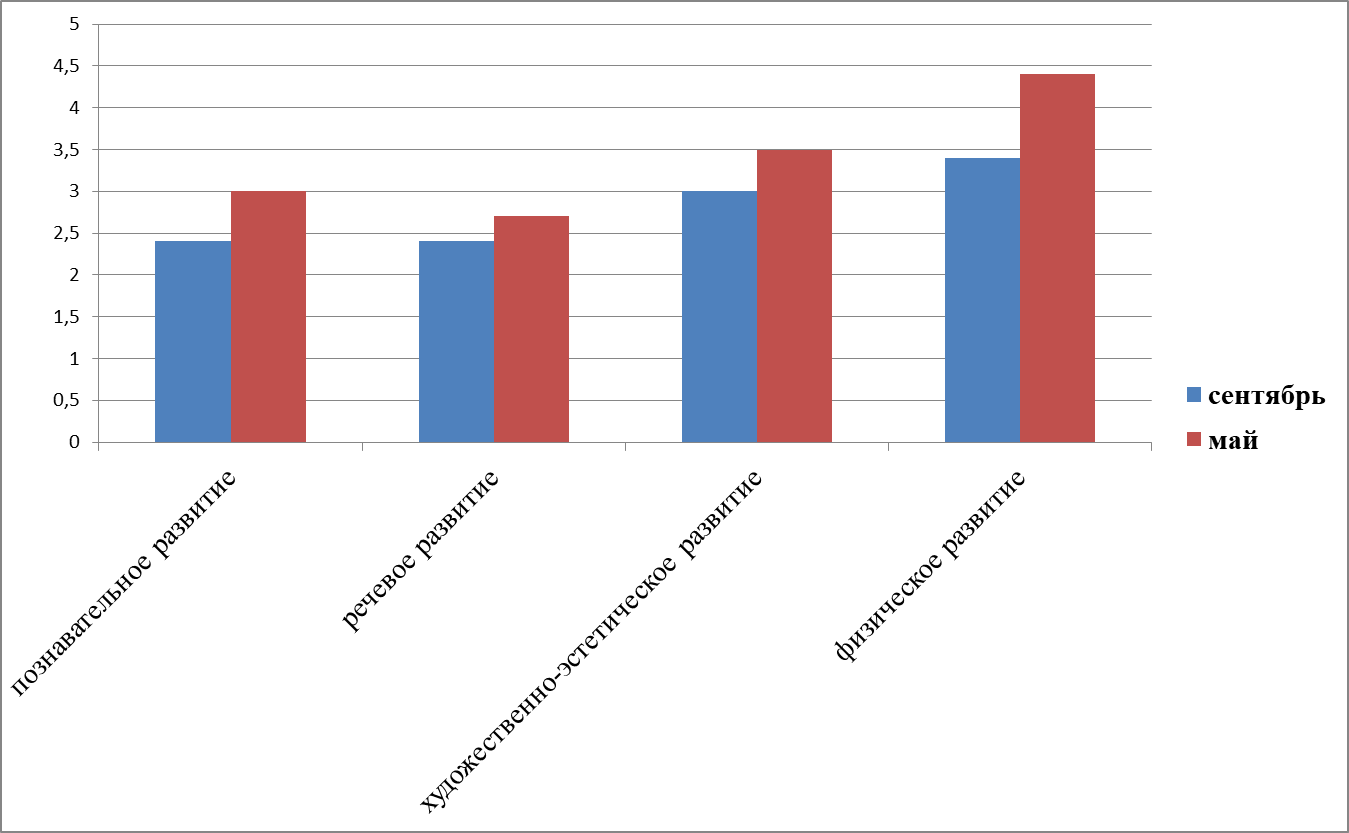 5
4,5
4
3,5
3
2,5
2
1,5
1
0,5
0
познавательное развитие
речевое развитие
художественно-эстетическое развитие
физическое развитие
сентябрь
май